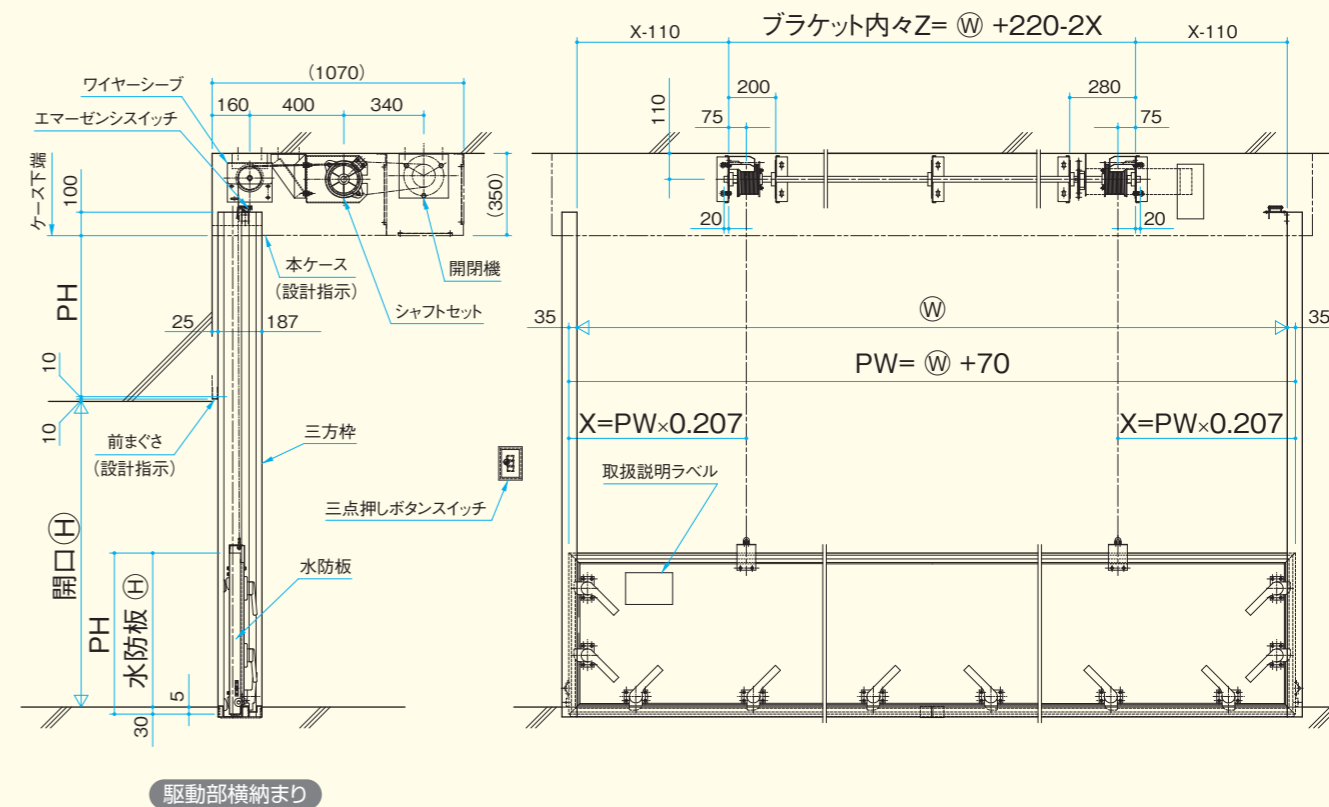 ブラケット内々Z= Ⓦ +220-2X
X-110
X-110
(1070)
ワイヤーシーブ
160
400
340
エマーゼンシスイッチ
ケース下端
100
(350)
110
200
280
75
75
20
20
本ケース
(設計指示)
開閉機
シャフトセット
PH
25
187
10
10
前まぐさ
(設計指示)
三方枠
三点押しボタンスイッチ
35
Ⓦ
35
PW= Ⓦ +70
X=PW×0.207
X=PW×0.207
取扱説明ラベル
開口Ⓗ
水防板
PH
水防板 Ⓗ
5
30
駆動部横納まり